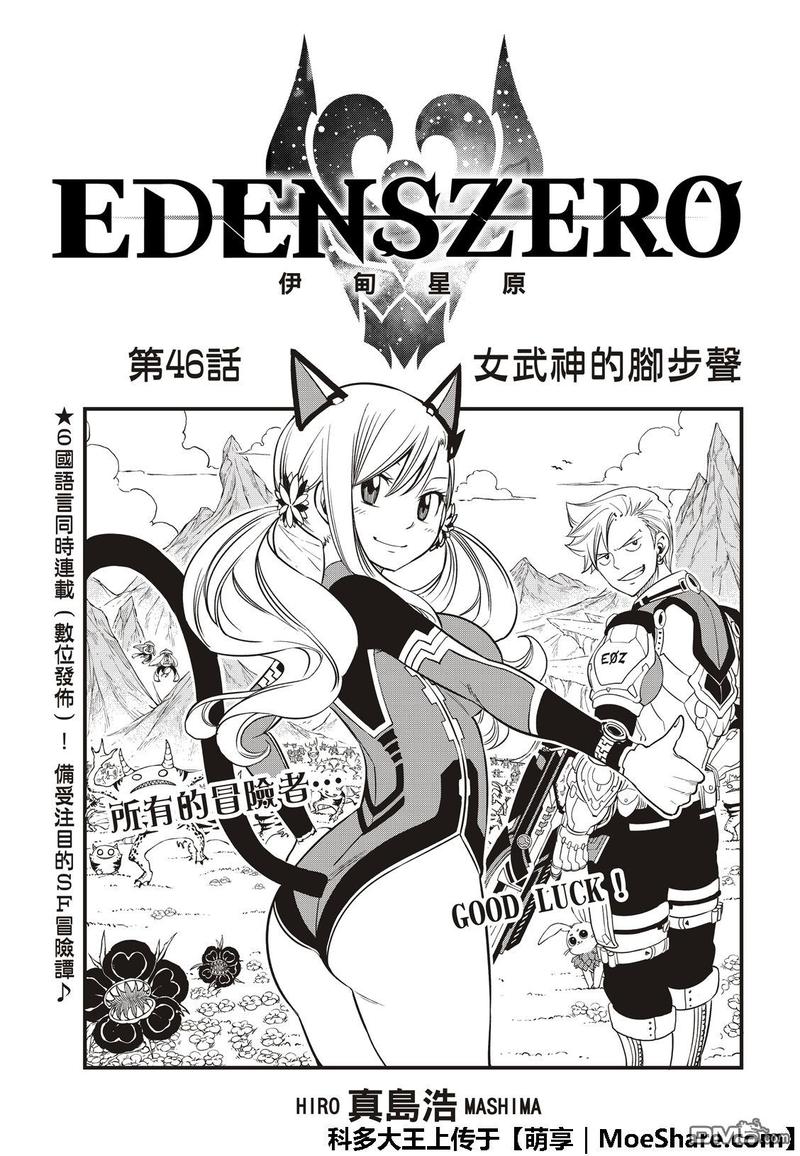 EDENSZERO
伊甸星原
第46話
女武神的腳步聲
★6國語言同時連載（數位發佈）！ 備受注目的SF冒險譚♪
EØZ
所有的冒險者…
GOOD LUCK！
HIRO 真島浩 MASHIMA
科多大王上传于【萌享｜MoeShare.com】